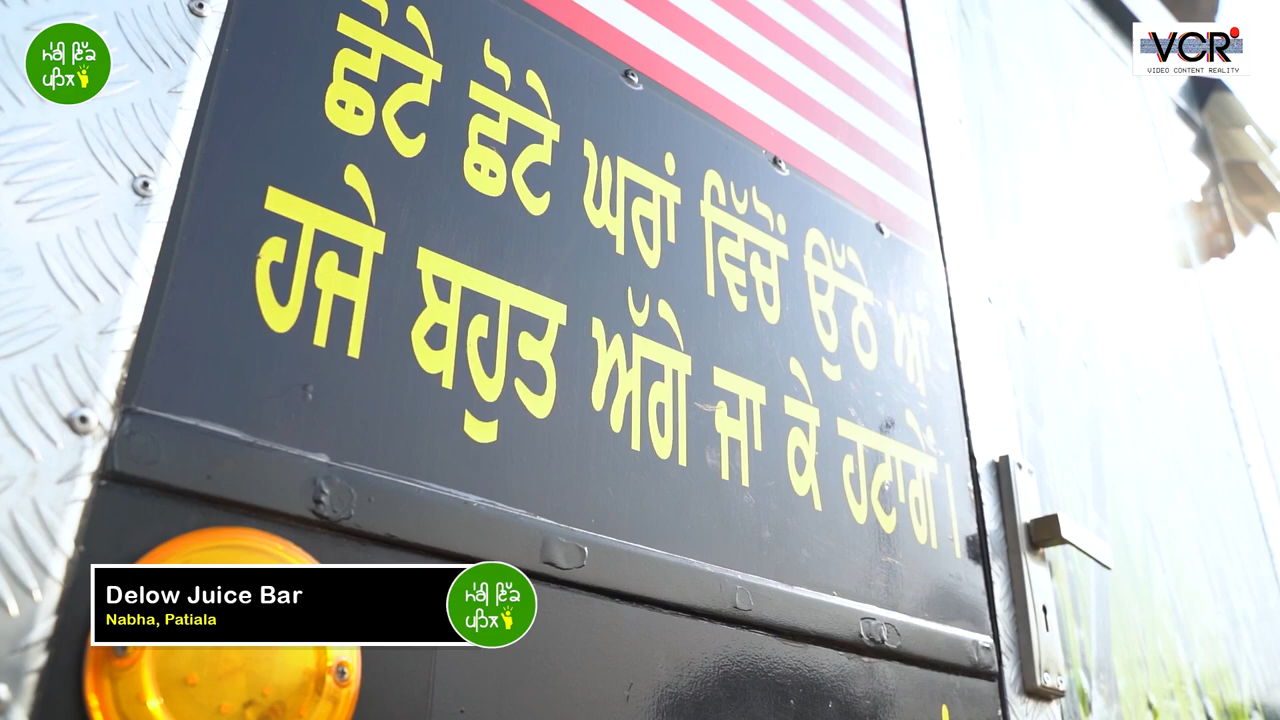 ਛੋਟੇ ਛੋਟੇ ਘਰਾਂ ਵਿੱਚੋਂ ਉੱਠੇ ਆਂ
ਹਜੇ ਬਹੁਤ ਅੱਗੇ ਜਾ ਕੇ ਹਟਾਗੇਂ ।
VCR
VIDEO CONTENT REALITY
Delow Juice Bar
Nabha, Patiala